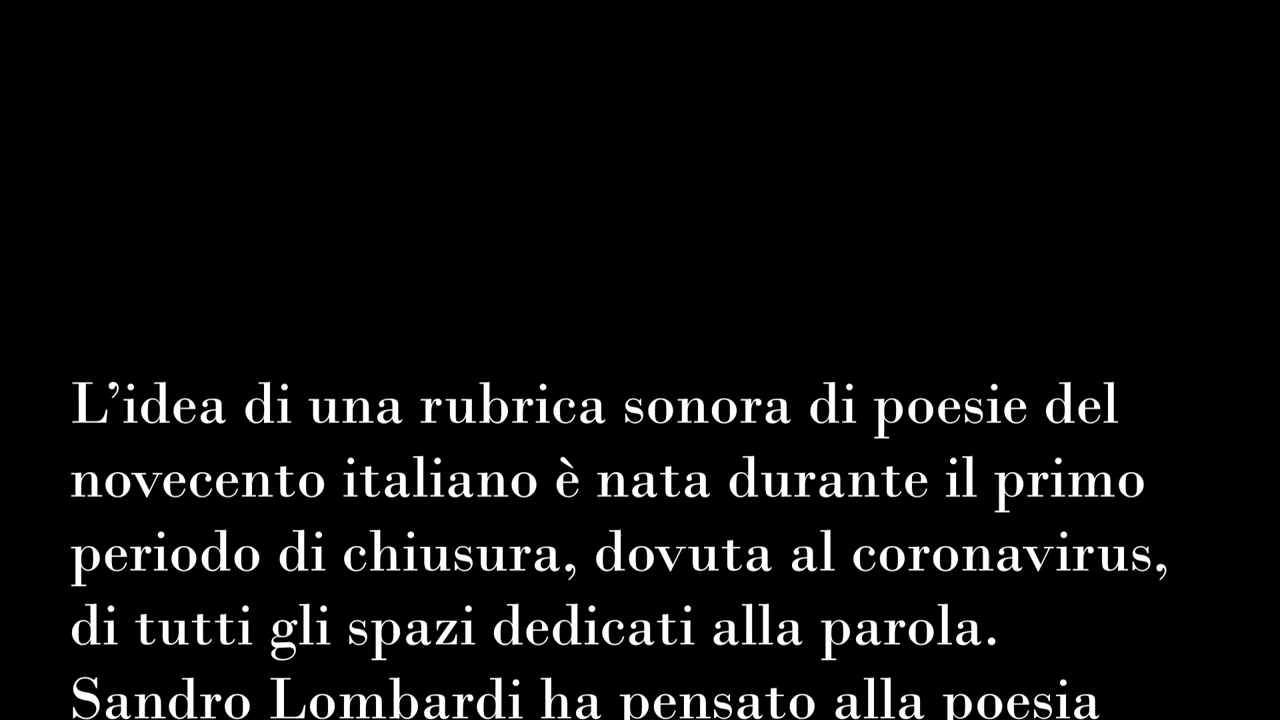 L’idea di una rubrica sonora di poesie del
novecento italiano è nata durante il primo
periodo di chiusura, dovuta al coronavirus,
di tutti gli spazi dedicati alla parola.
Sandro Lombardi ha pensato alla poesia